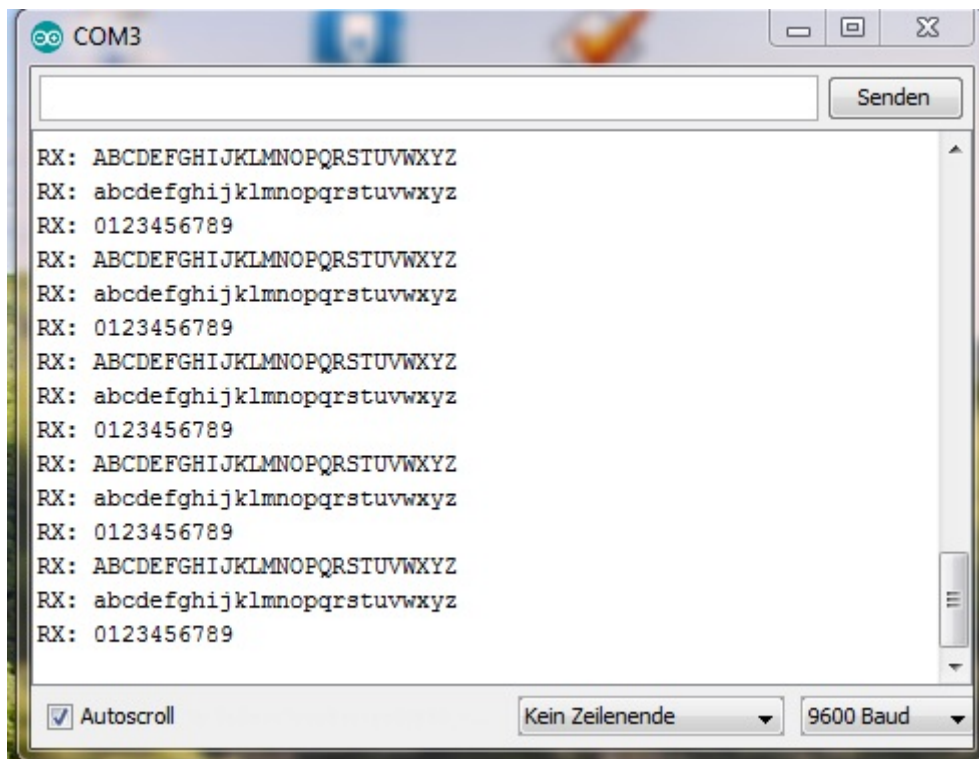 COM3
Senden
RX: ABCDEFGHIJKLMNOPQRSTUVWXYZ
RX: abcdefghijklmnopqrstuvwxyz
RX: 0123456789
RX: ABCDEFGHIJKLMNOPQRSTUVWXYZ
RX: abcdefghijklmnopqrstuvwxyz
RX: 0123456789
RX: ABCDEFGHIJKLMNOPQRSTUVWXYZ
RX: abcdefghijklmnopqrstuvwxyz
RX: 0123456789
RX: ABCDEFGHIJKLMNOPQRSTUVWXYZ
RX: abcdefghijklmnopqrstuvwxyz
RX: 0123456789
RX: ABCDEFGHIJKLMNOPQRSTUVWXYZ
RX: abcdefghijklmnopqrstuvwxyz
RX: 0123456789
Autoscroll Kein Zeilenende 9600 Baud